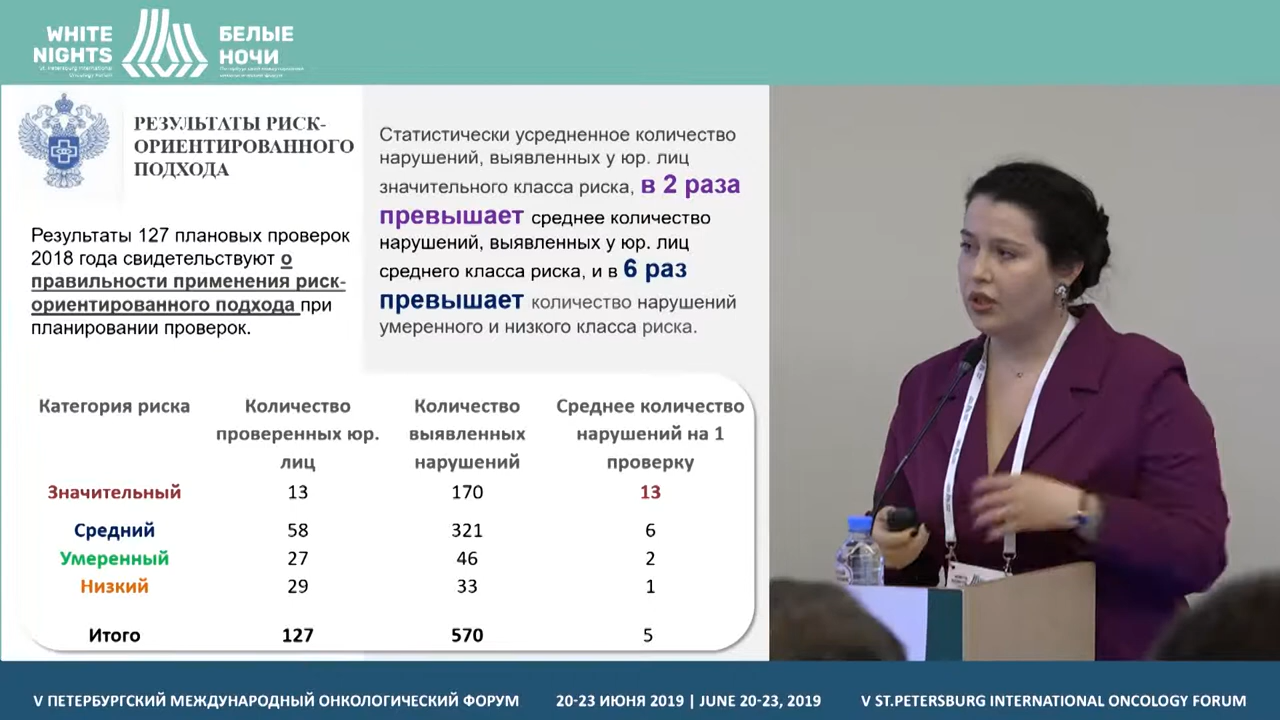 WHITE
NIGHTS
St. Petersburg International
Oncology Forum
БЕЛЫЕ
НОЧИ
РЕЗУЛЬТАТЫ РИСК-
ОРИЕНТИРОВАННОГО
ПОДХОДА
Результаты 127 плановых проверок
2018 года свидетельствуют о
правильности применения риск-
ориентированного подхода при
планировании проверок.
Статистически усредненное количество
нарушений, выявленных у юр. лиц
значительного класса риска, в 2 раза
превышает среднее количество
нарушений, выявленных у юр. лиц
среднего класса риска, и в 6 раз
превышает количество нарушений
умеренного и низкого класса риска.
Категория риска
Количество
проверенных юр.
лиц
Количество
выявленных
нарушений
Среднее количество
нарушений на 1
проверку
Значительный 13 170 13
Средний 58 321 6
Умеренный 27 46 2
Низкий 29 33 1
Итого 127 570 5
V ПЕТЕРБУРГСКИЙ МЕЖДУНАРОДНЫЙ ОНКОЛОГИЧЕСКИЙ ФОРУМ 20-23 ИЮНЯ 2019 | JUNE 20-23, 2019 V ST.PETERSBURG INTERNATIONAL ONCOLOGY FORUM